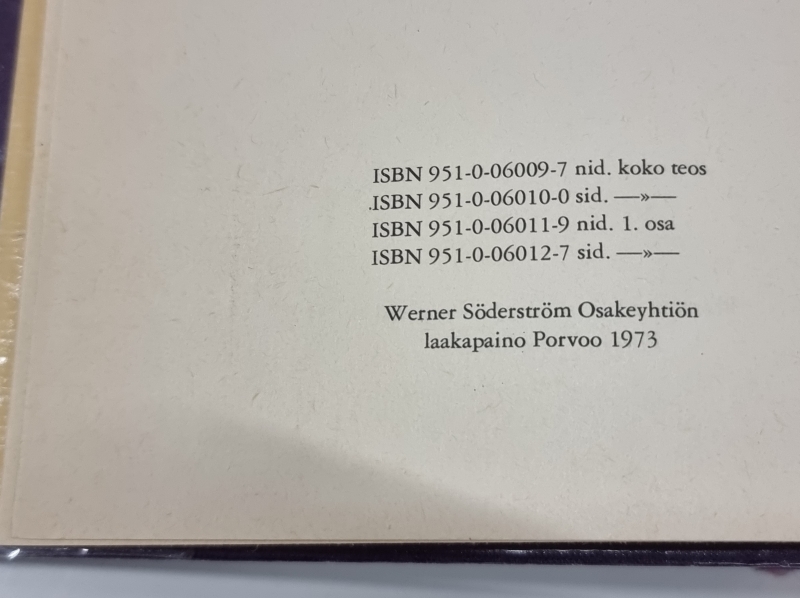 ISBN 951-0-06009-7 nid. koko teos
ISBN 951-0-06010-0 sid. —»—
ISBN 951-0-06011-9 nid. 1. osa
ISBN 951-0-06012-7 sid. —»—
Werner Söderström Osakeyhtiön
laakapaino Porvoo 1973